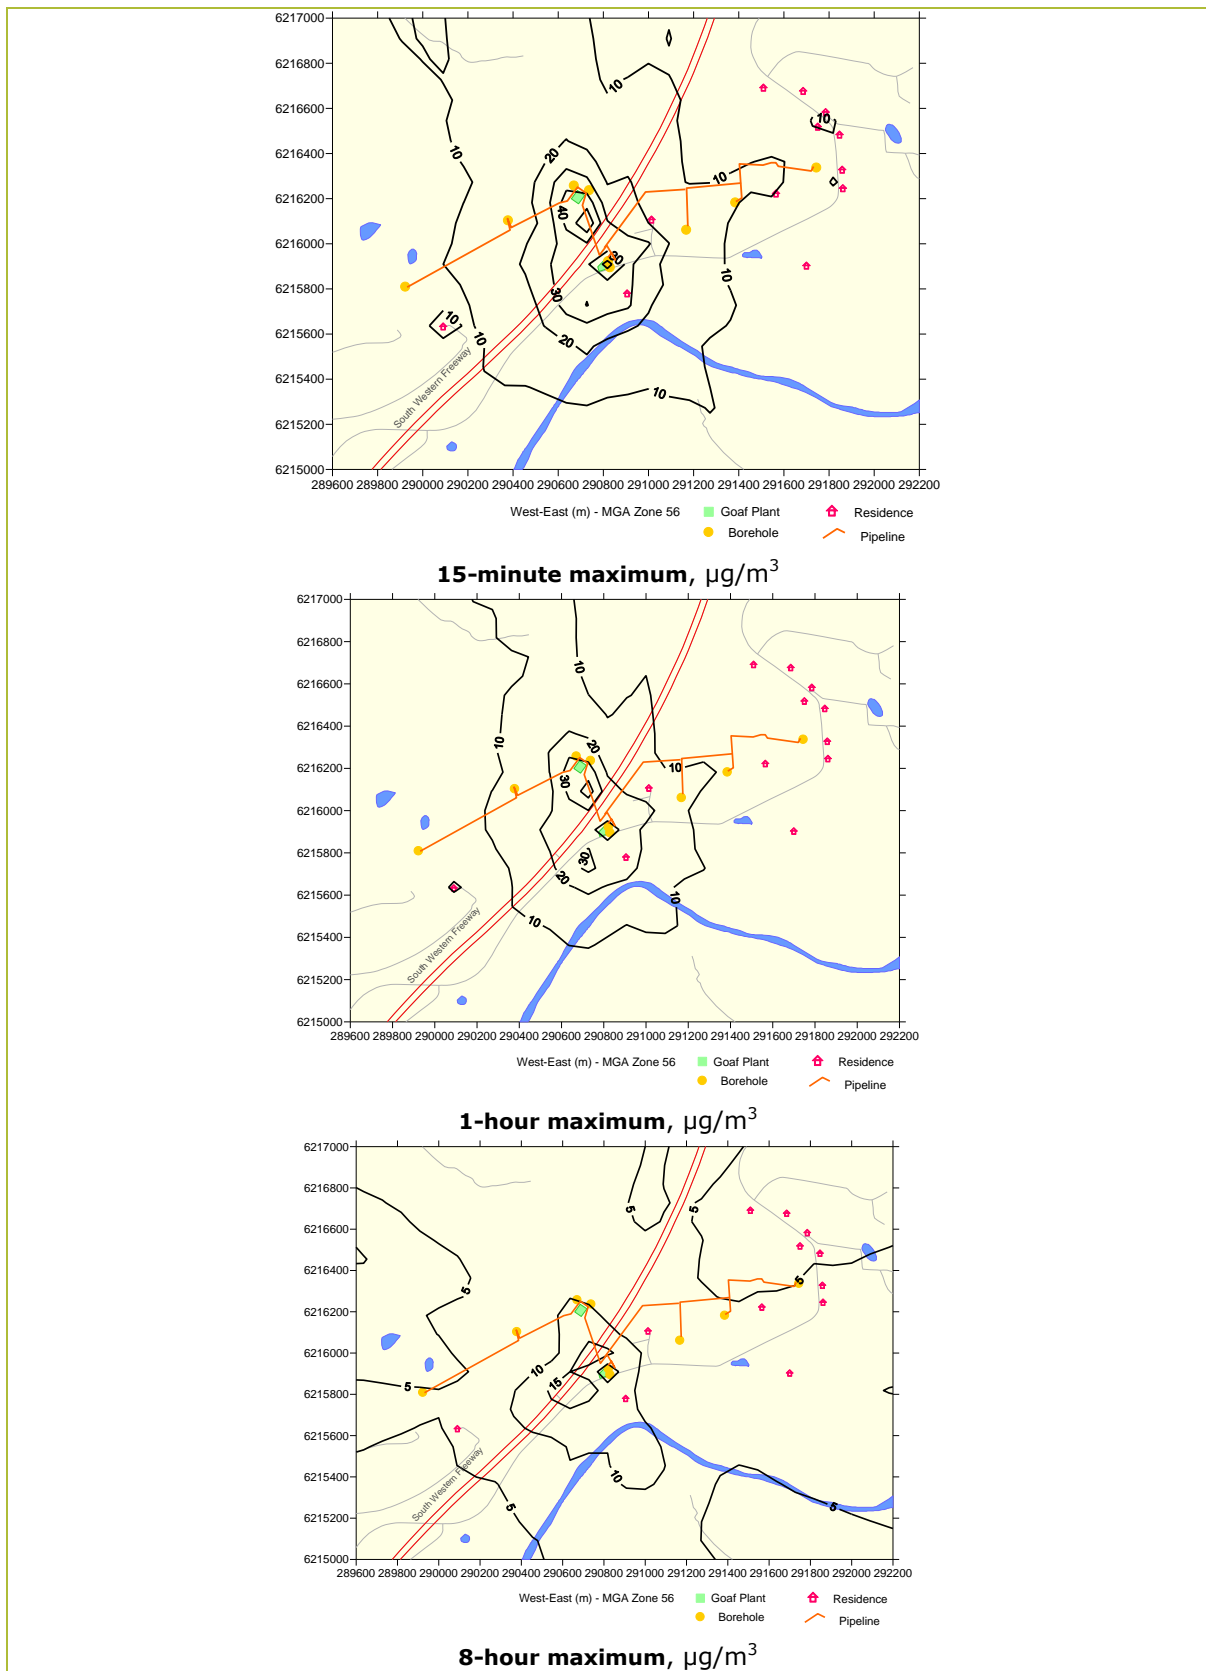 6217000
6216800
6216600
6216400
6216200
6216000
6215800
6215600
6215400
6215200
6215000
10
10
10
20
10
10
40
30
30
10
10
10
20
10
South Western Freeway
289600 289800 290000 290200 290400 290600 290800 291000 291200 291400 291600 291800 292000 292200
West-East (m) - MGA Zone 56
Goaf Plant
Residence
Borehole
Pipeline
15-minute maximum, µg/m³
6217000
6216800
6216600
6216400
6216200
6216000
6215800
6215600
6215400
6215200
6215000
10
10
20
10
30
30
20
10
10
South Western Freeway
289600 289800 290000 290200 290400 290600 290800 291000 291200 291400 291600 291800 292000 292200
West-East (m) - MGA Zone 56
Goaf Plant
Residence
Borehole
Pipeline
1-hour maximum, µg/m³
6217000
6216800
6216600
6216400
6216200
6216000
6215800
6215600
6215400
6215200
6215000
5
5
5
5
10
15
5
10
5
5
South Western Freeway
289600 289800 290000 290200 290400 290600 290800 291000 291200 291400 291600 291800 292000 292200
West-East (m) - MGA Zone 56
Goaf Plant
Residence
Borehole
Pipeline
8-hour maximum, µg/m³